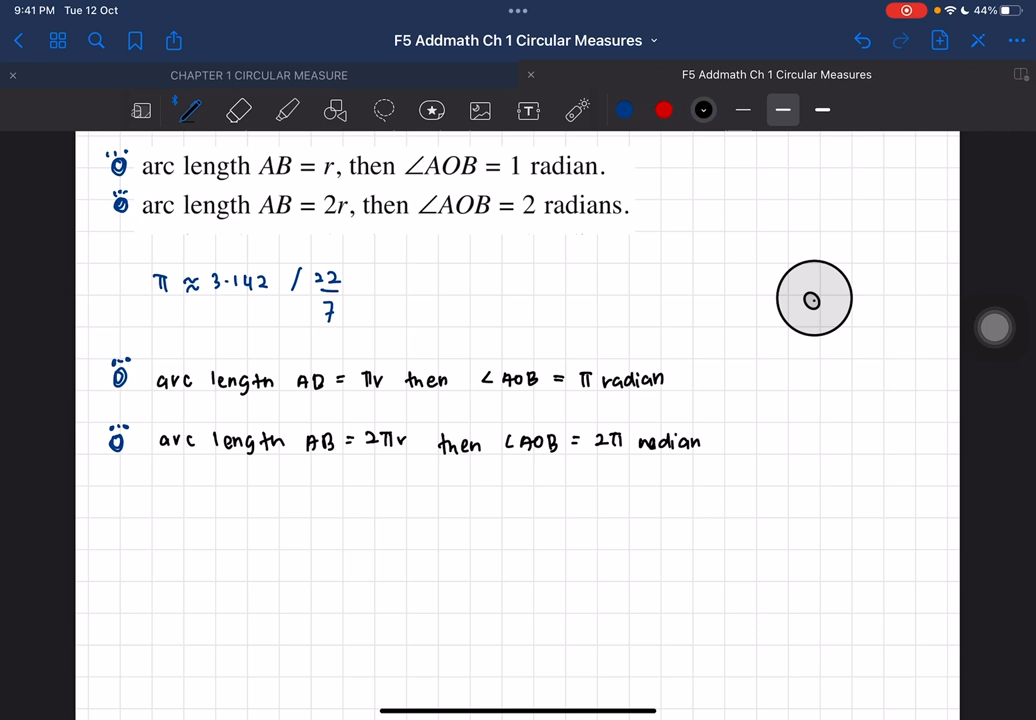 9:41 PM Tue 12 Oct
44%
F5 Addmath Ch 1 Circular Measures
CHAPTER 1 CIRCULAR MEASURE
F5 Addmath Ch 1 Circular Measures
arc length AB = r, then ∠AOB = 1 radian.
arc length AB = 2r, then ∠AOB = 2 radians.
π ≈ 3.142 / 22/7
arc length AB = πr then ∠AOB = π radian
arc length AB = 2πr then ∠AOB = 2π radian